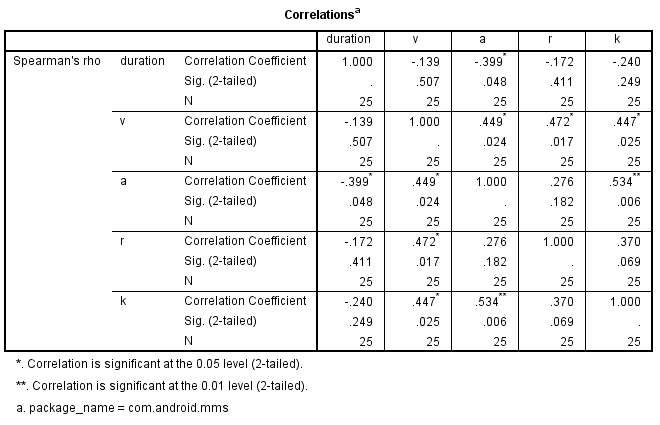 Correlationsa
duration v a r k
Spearman's rho duration Correlation Coefficient 1.000 -.139 -.399* -.172 -.240
Sig. (2-tailed) . .507 .048 .411 .249
N 25 25 25 25 25
v Correlation Coefficient -.139 1.000 .449* .472* .447*
Sig. (2-tailed) .507 . .024 .017 .025
N 25 25 25 25 25
a Correlation Coefficient -.399* .449* 1.000 .276 .534**
Sig. (2-tailed) .048 .024 . .182 .006
N 25 25 25 25 25
r Correlation Coefficient -.172 .472* .276 1.000 .370
Sig. (2-tailed) .411 .017 .182 . .069
N 25 25 25 25 25
k Correlation Coefficient -.240 .447* .534** .370 1.000
Sig. (2-tailed) .249 .025 .006 .069 .
N 25 25 25 25 25
*. Correlation is significant at the 0.05 level (2-tailed).
**. Correlation is significant at the 0.01 level (2-tailed).
a. package_name = com.android.mms